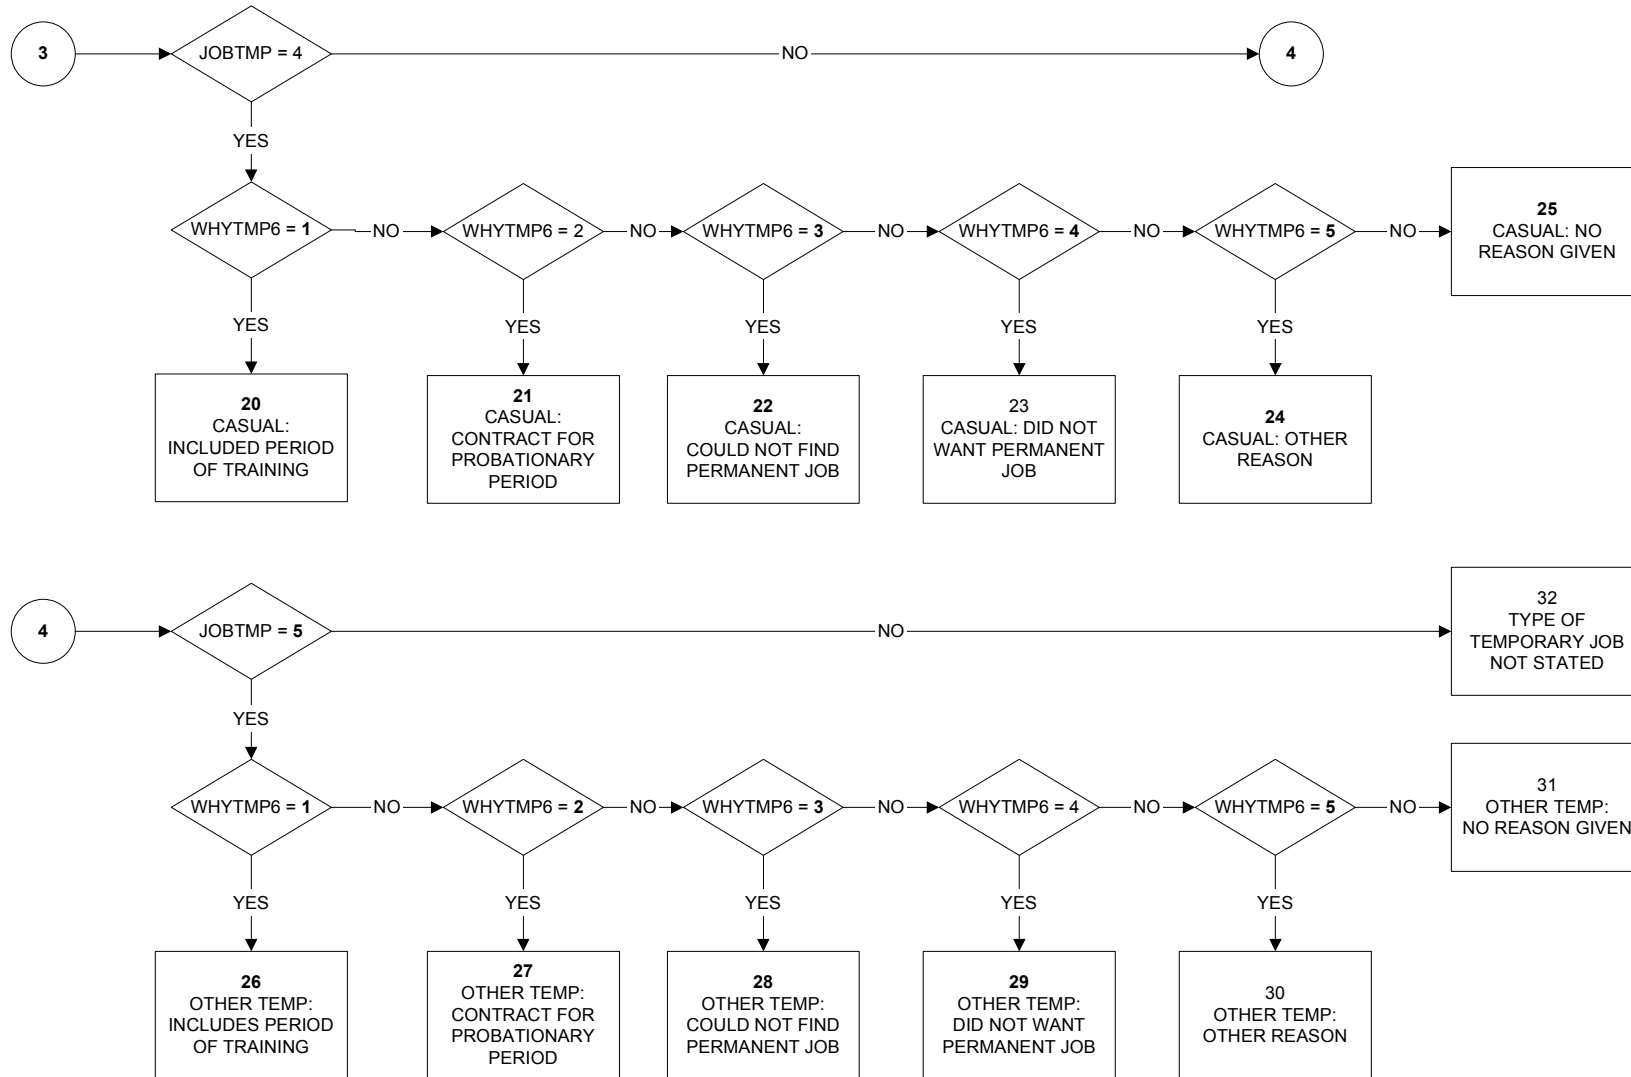 3
JOBTMP = 4
NO
4
YES
WHYTMP6 = 1
NO
WHYTMP6 = 2
NO
WHYTMP6 = 3
NO
WHYTMP6 = 4
NO
WHYTMP6 = 5
NO
25
CASUAL: NO
REASON GIVEN
YES
YES
YES
YES
YES
20
CASUAL:
INCLUDED PERIOD
OF TRAINING
21
CASUAL:
CONTRACT FOR
PROBATIONARY
PERIOD
22
CASUAL:
COULD NOT FIND
PERMANENT JOB
23
CASUAL: DID NOT
WANT PERMANENT
JOB
24
CASUAL: OTHER
REASON
4
JOBTMP = 5
NO
32
TYPE OF
TEMPORARY JOB
NOT STATED
YES
WHYTMP6 = 1
NO
WHYTMP6 = 2
NO
WHYTMP6 = 3
NO
WHYTMP6 = 4
NO
WHYTMP6 = 5
NO
31
OTHER TEMP:
NO REASON GIVEN
YES
YES
YES
YES
YES
26
OTHER TEMP:
INCLUDES PERIOD
OF TRAINING
27
OTHER TEMP:
CONTRACT FOR
PROBATIONARY
PERIOD
28
OTHER TEMP:
COULD NOT FIND
PERMANENT JOB
29
OTHER TEMP:
DID NOT WANT
PERMANENT JOB
30
OTHER TEMP:
OTHER REASON